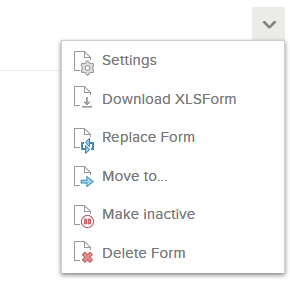 Settings
Download XLSForm
Replace Form
Move to...
Make inactive
Delete Form